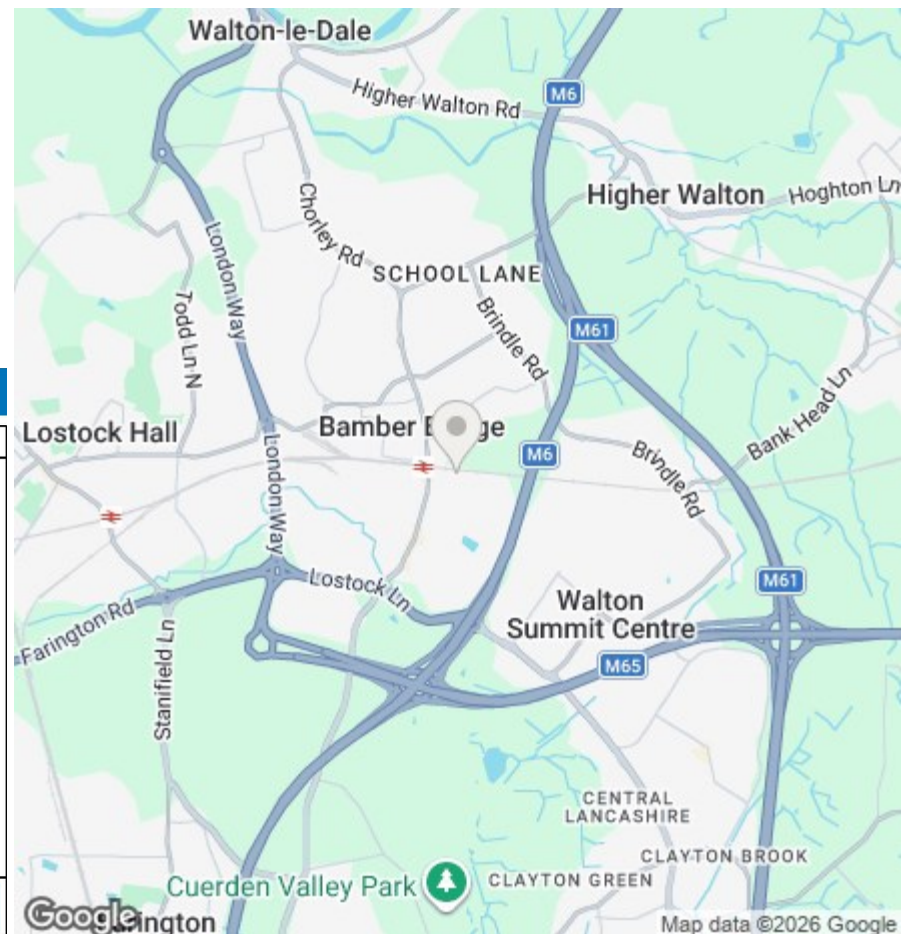 Walton-le-Dale
Higher Walton Rd
M6
Higher Walton
Hoghton Ln
Chorley Rd
SCHOOL LANE
London Way
Todd Ln N
Brindle Rd
M61
Bank Head Ln
Lostock Hall
Bamber
M6
Brindle Rd
London Way
Lostock Ln
M61
Walton
Summit Centre
Farington Rd
M65
Stanifield Ln
CENTRAL
LANCASHIRE
CLAYTON BROOK
Cuerden Valley Park
CLAYTON GREEN
Google
Map data ©2026 Google